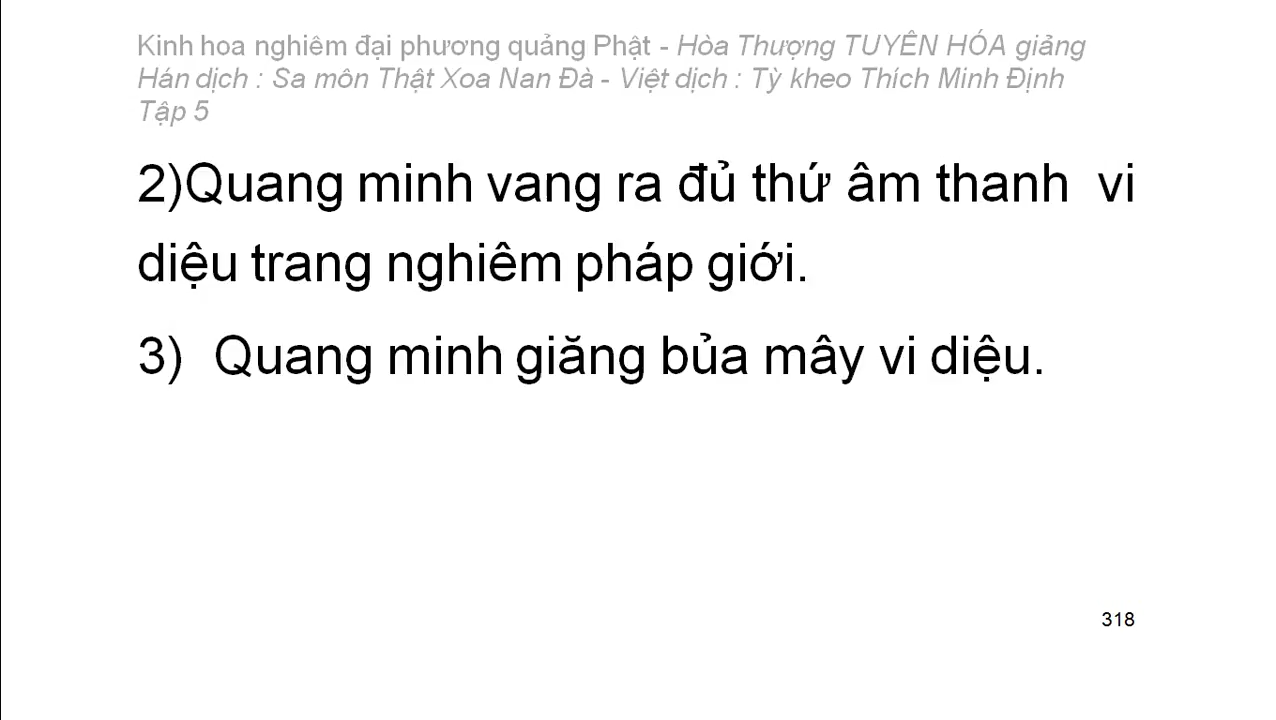 Kinh hoa nghiêm đại phương quảng Phật - Hòa Thượng TUYÊN HÓA giảng
Hán dịch : Sa môn Thật Xoa Nan Đà - Việt dịch : Tỳ kheo Thích Minh Định
Tập 5
2)Quang minh vang ra đủ thứ âm thanh  vi
diệu trang nghiêm pháp giới.
3)  Quang minh giăng bủa mây vi diệu.
318